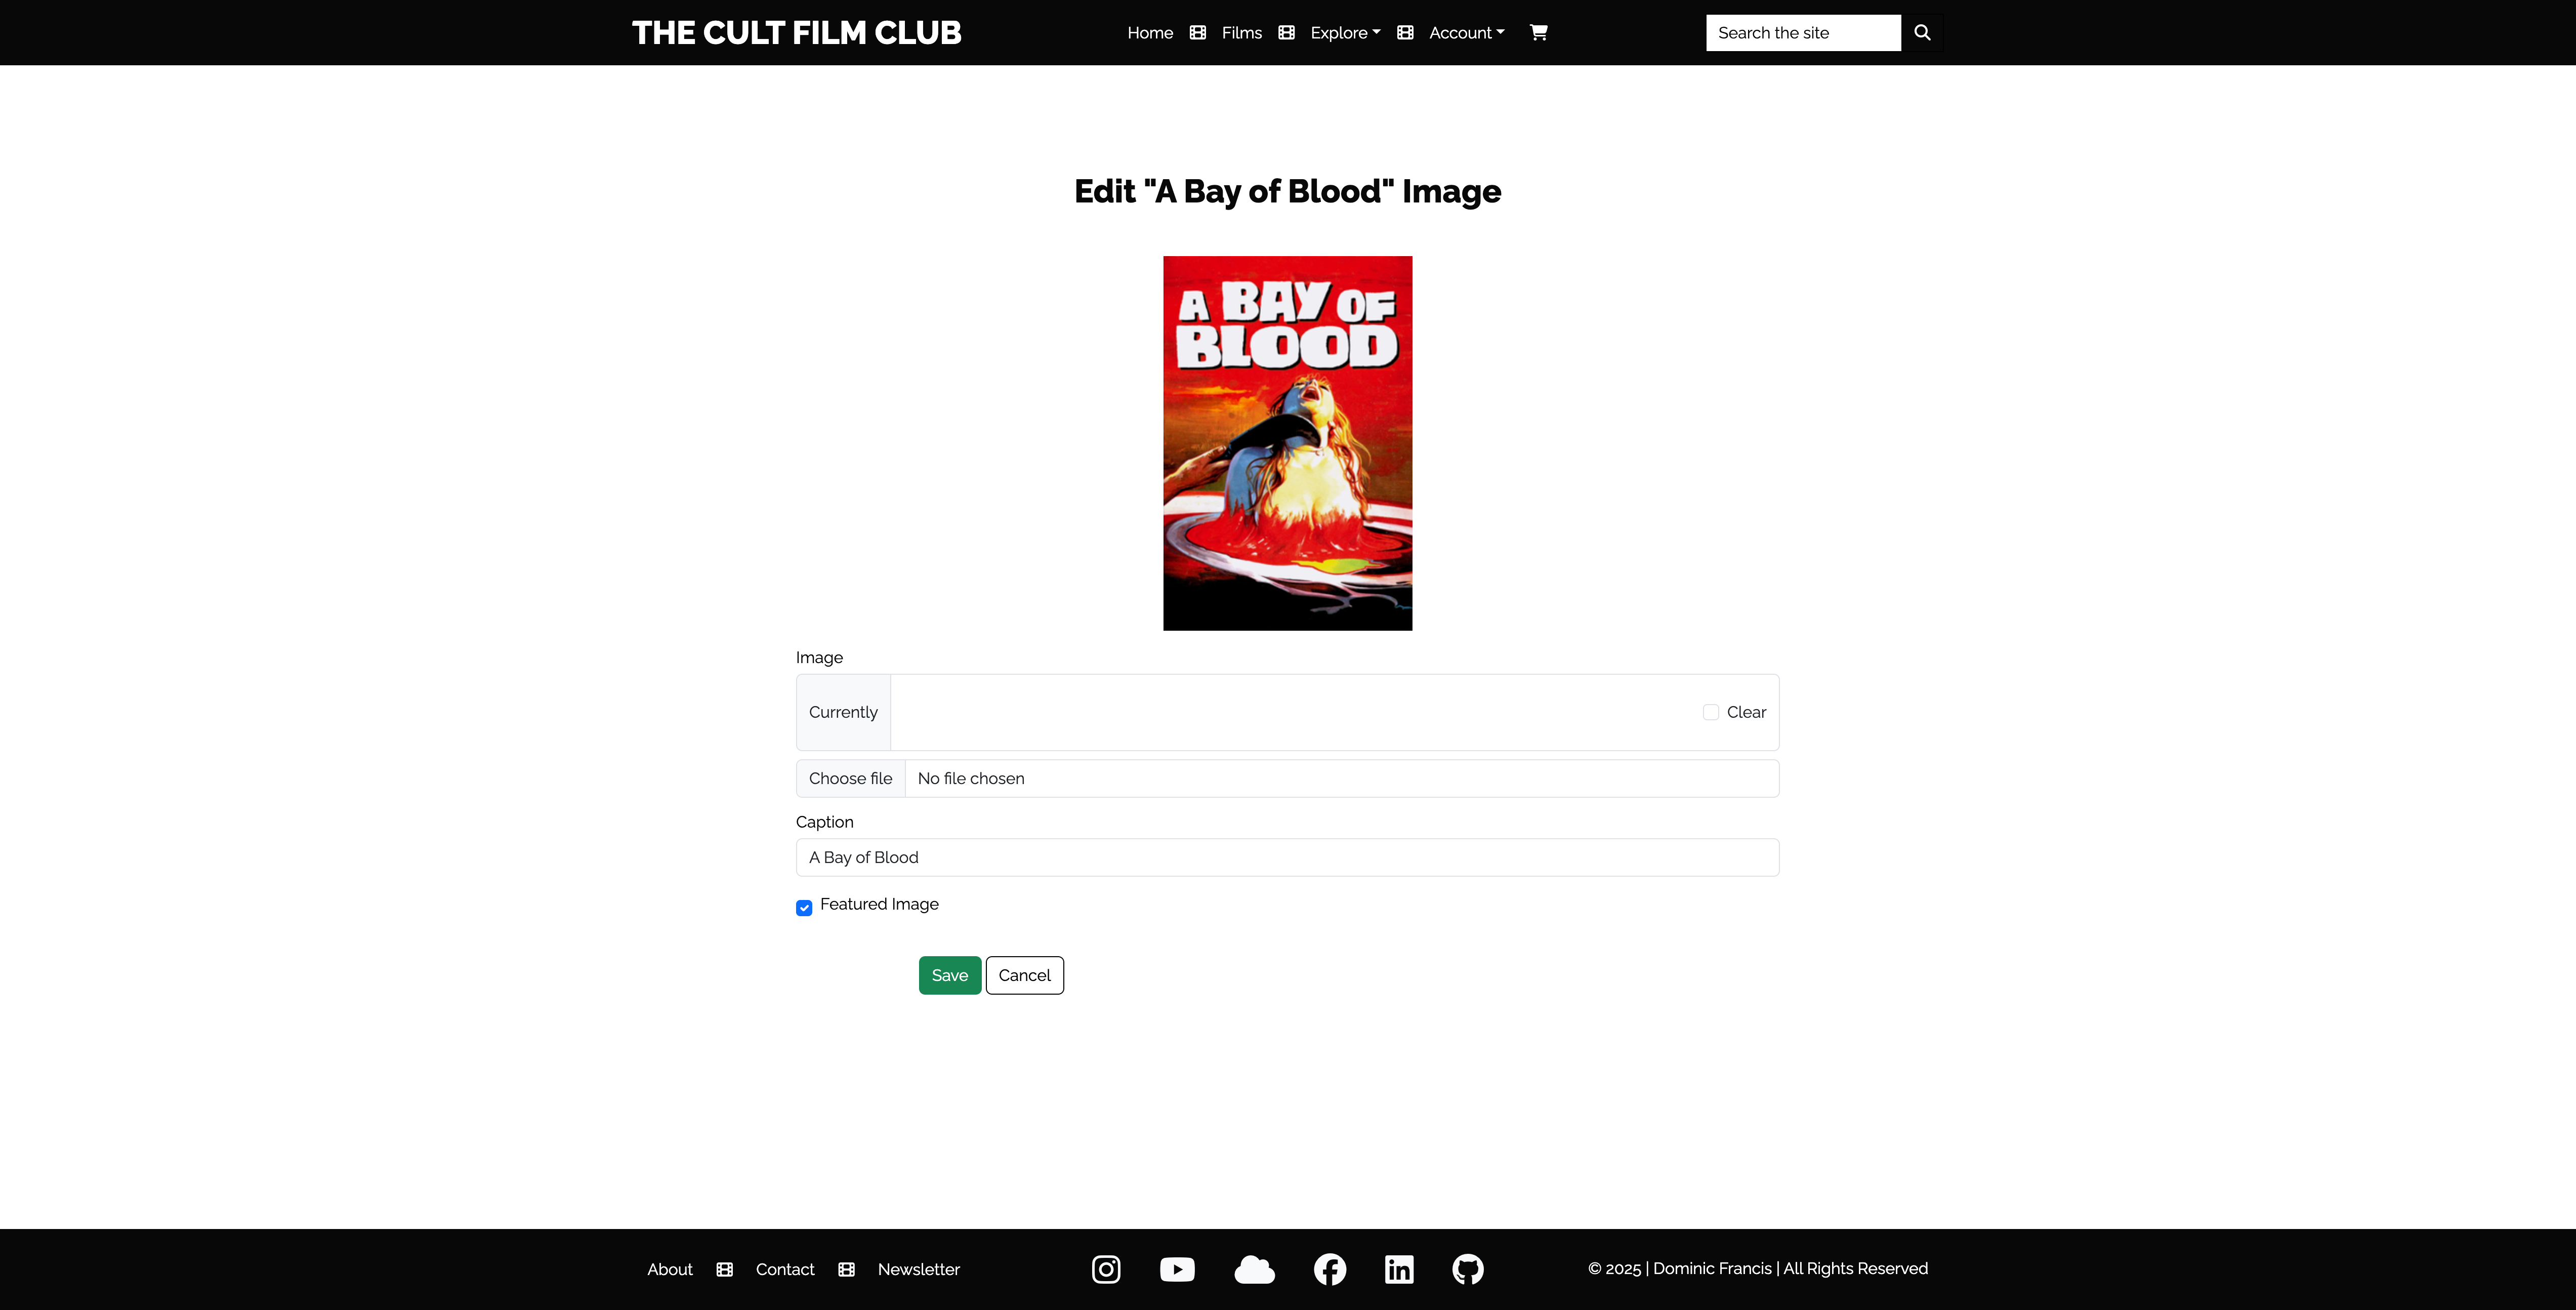 THE CULT FILM CLUB
Home Films Explore Account
Search the site
Edit "A Bay of Blood" Image
A BAY OF
BLOOD
Image
Currently Clear
Choose file No file chosen
Caption
A Bay of Blood
Featured Image
Save Cancel
About Contact Newsletter
© 2025 | Dominic Francis | All Rights Reserved